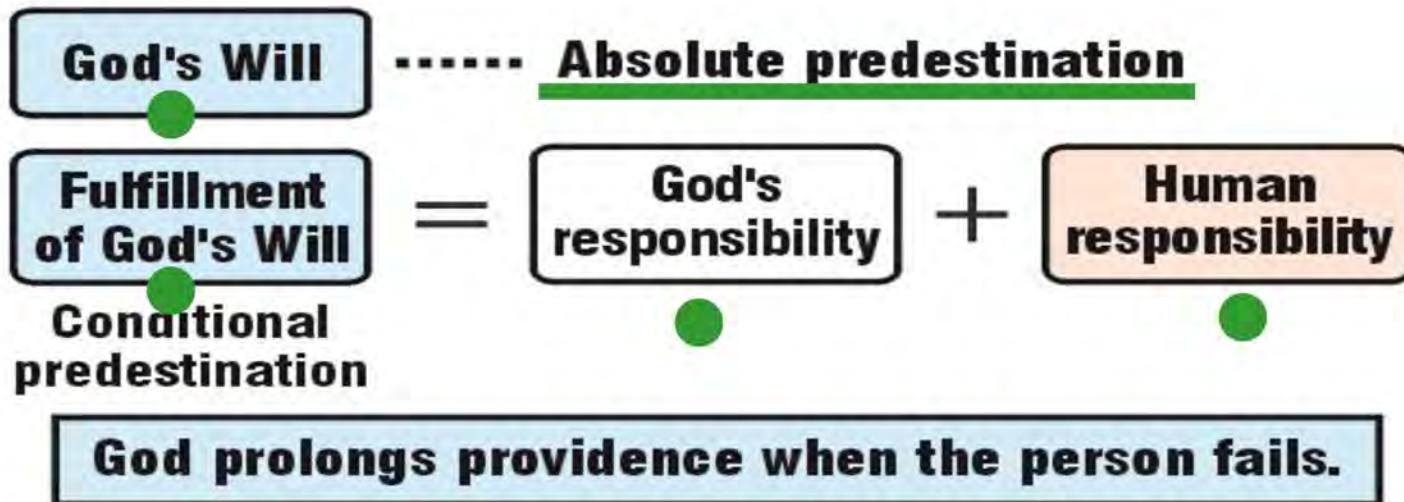 God's Will ------ Absolute predestination
Fulfillment
of God's Will
=
God's
responsibility
+
Human
responsibility
Conditional
predestination
God prolongs providence when the person fails.